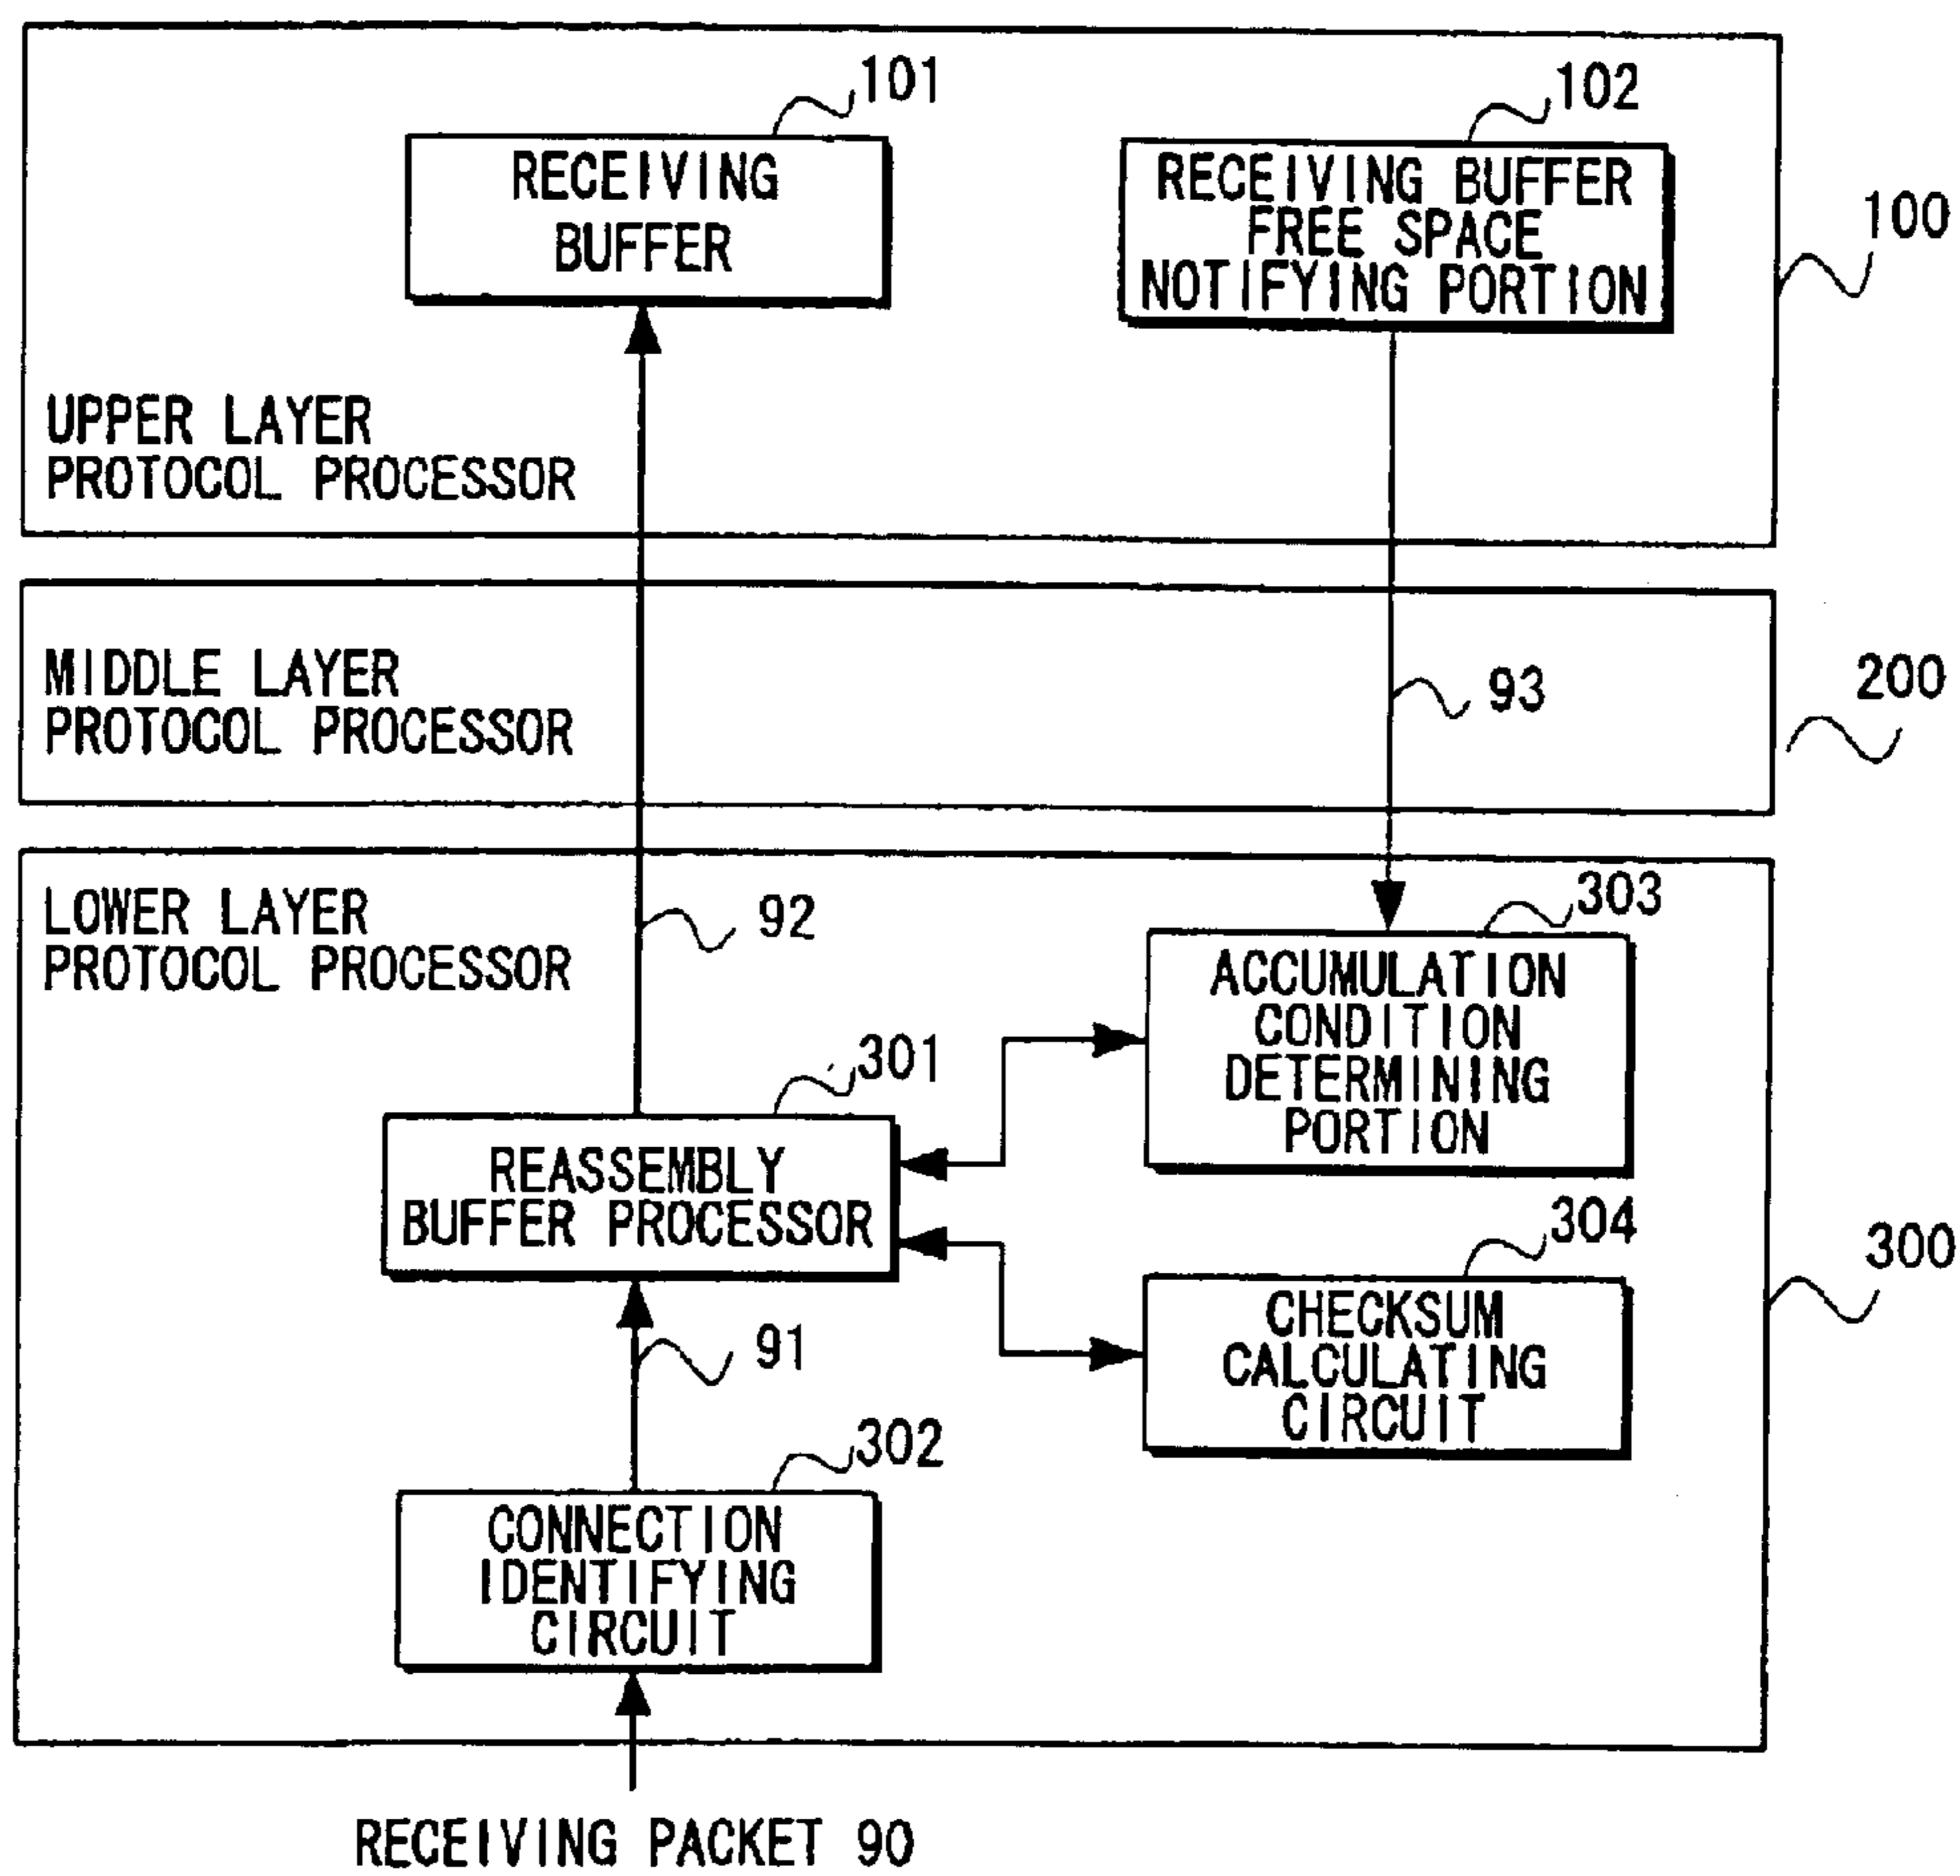 101
102
RECEIVING
BUFFER
RECEIVING BUFFER
FREE SPACE
NOTIFYING PORTION
100
UPPER LAYER
PROTOCOL PROCESSOR
MIDDLE LAYER
PROTOCOL PROCESSOR
93
200
LOWER LAYER
PROTOCOL PROCESSOR
92
303
ACCUMULATION
CONDITION
DETERMINING
PORTION
301
REASSEMBLY
BUFFER PROCESSOR
304
300
CHECKSUM
CALCULATING
CIRCUIT
91
302
CONNECTION
IDENTIFYING
CIRCUIT
RECEIVING PACKET 90